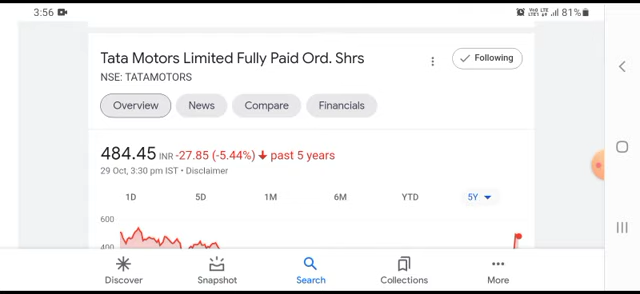 3:56 81%
Tata Motors Limited Fully Paid Ord. Shrs
Following
NSE: TATAMOTORS
Overview News Compare Financials
484.45 INR -27.85 (-5.44%) ↓ past 5 years
29 Oct, 3:30 pm IST • Disclaimer
1D 5D 1M 6M YTD 5Y
600
400
Discover Snapshot Search Collections More